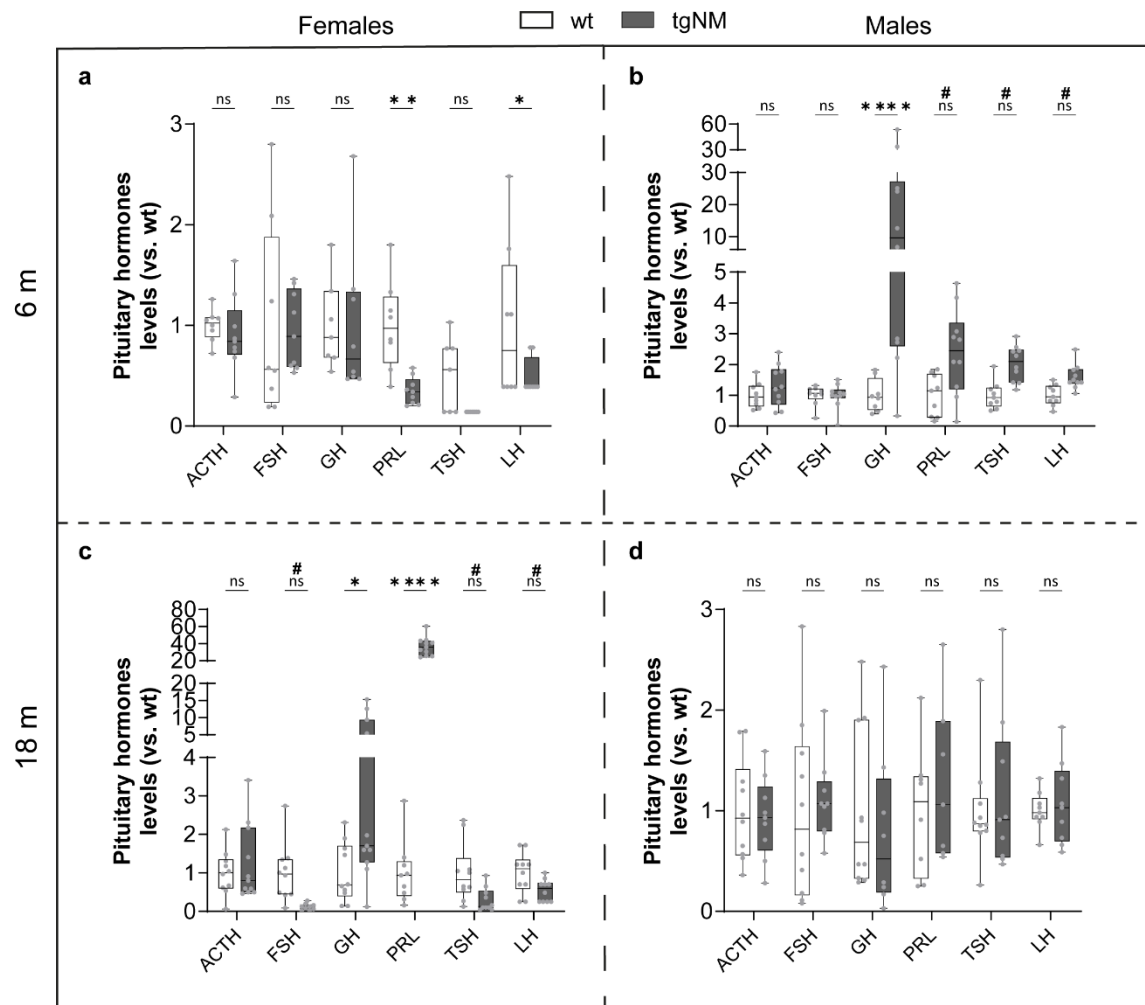 Females wt tgNM Males
6 m
a
ns ns ns ** ns *
Pituitary hormones
levels (vs. wt)
3
2
1
0
ACTH FSH GH PRL TSH LH
b
# # #
ns ns **** ns ns ns
Pituitary hormones
levels (vs. wt)
60
30
30
20
10
5
4
3
2
1
0
ACTH FSH GH PRL TSH LH
18 m
c
# # #
ns ns * **** ns ns
Pituitary hormones
levels (vs. wt)
80
60
40
20
20
15
10
5
4
3
2
1
0
ACTH FSH GH PRL TSH LH
d
ns ns ns ns ns ns
Pituitary hormones
levels (vs. wt)
3
2
1
0
ACTH FSH GH PRL TSH LH